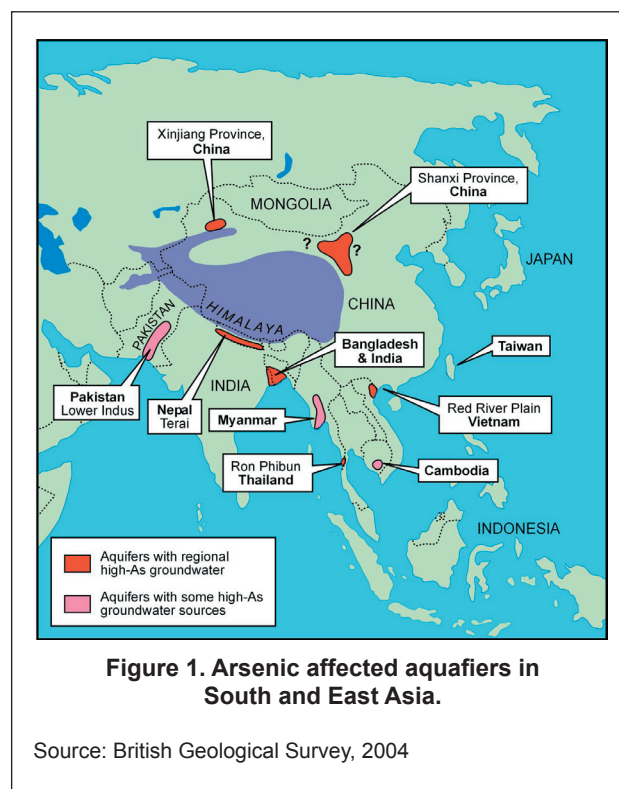 Xinjiang Province,
China
Shanxi Province,
China
MONGOLIA
?
?
JAPAN
CHINA
HIMALAYA
PAKISTAN
Bangladesh
& India
Taiwan
INDIA
Pakistan
Lower Indus
Nepal
Terai
Myanmar
Red River Plain
Vietnam
Ron Phibun
Thailand
Cambodia
INDONESIA
Aquifers with regional
high-As groundwater
Aquifers with some high-As
groundwater sources
Figure 1. Arsenic affected aquafiers in
South and East Asia.
Source: British Geological Survey, 2004